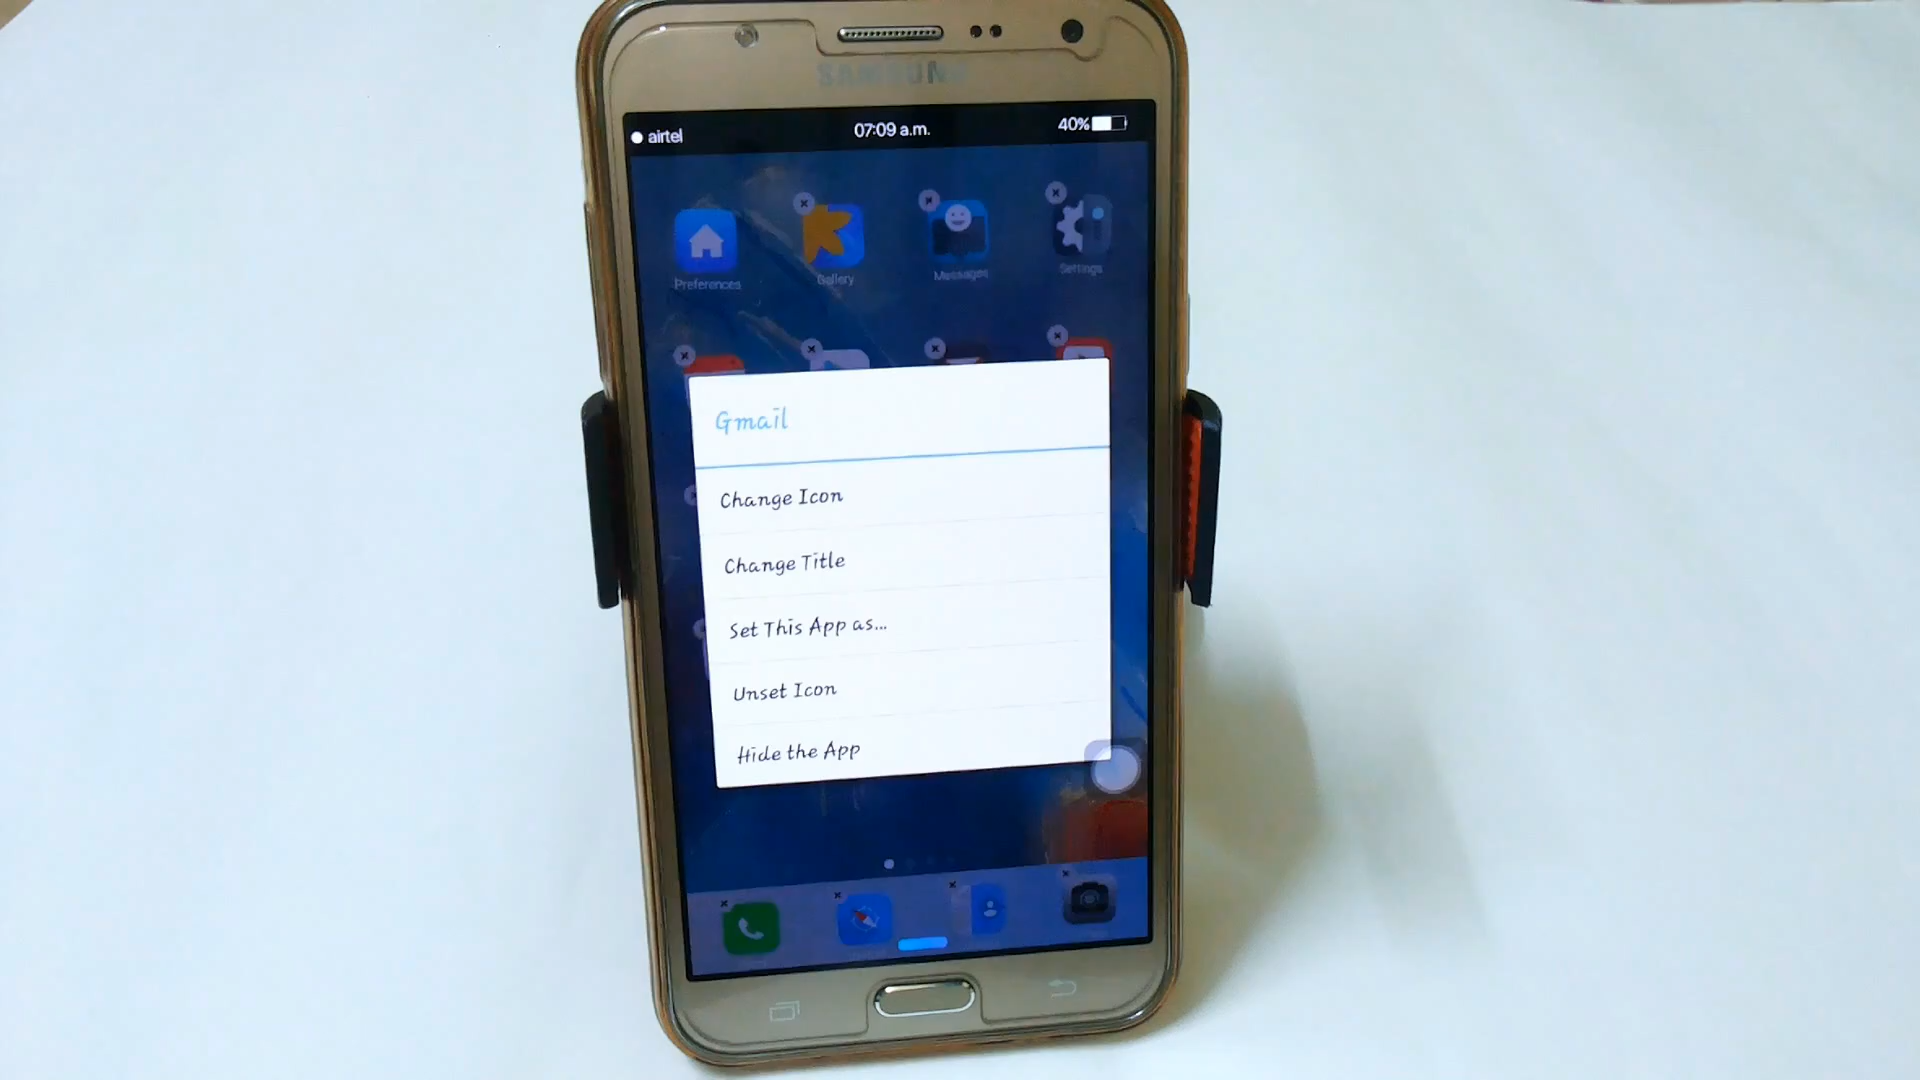 SAMSUNG
airtel 07:09 a.m. 40%
Preferences Gallery Messages Settings
Gmail
Change Icon
Change Title
Set This App as...
Unset Icon
Hide the App